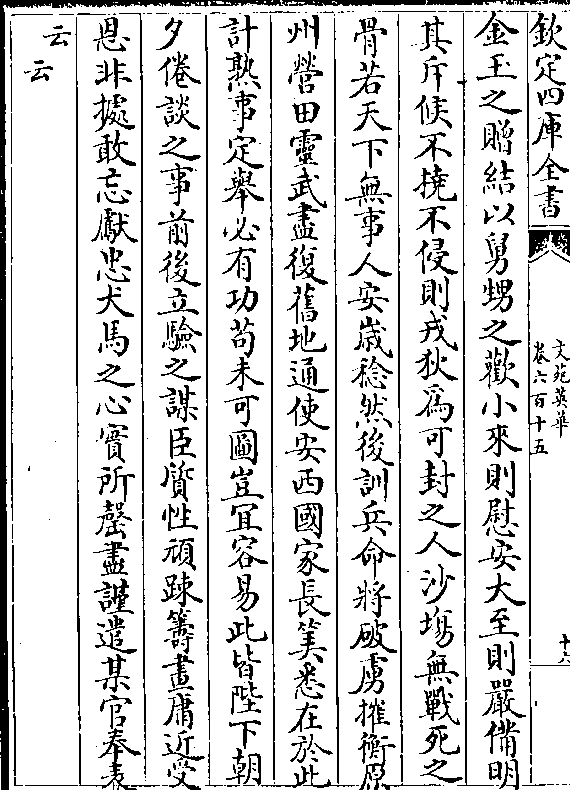 欽定四庫全書
文苑英華
卷六百十五
十六
金玉之贈結以舅甥之歡小來則慰安大至則嚴備明
其斥候不撓不侵則戎狄爲可封之人沙塲無戰死之
骨若天下無事人安歳稔然後訓兵命將破虜摧衡原
州營田靈武盡復舊地通使安西國家長筭悉在於此
計熟事定舉必有功苟未可圖豈冝容易此皆陛下朝
夕倦談之事前後立驗之謀臣質性頑踈籌畫庸近受
恩非據敢忘獻忠犬馬之心實所罄盡謹遣某官奉表
云云